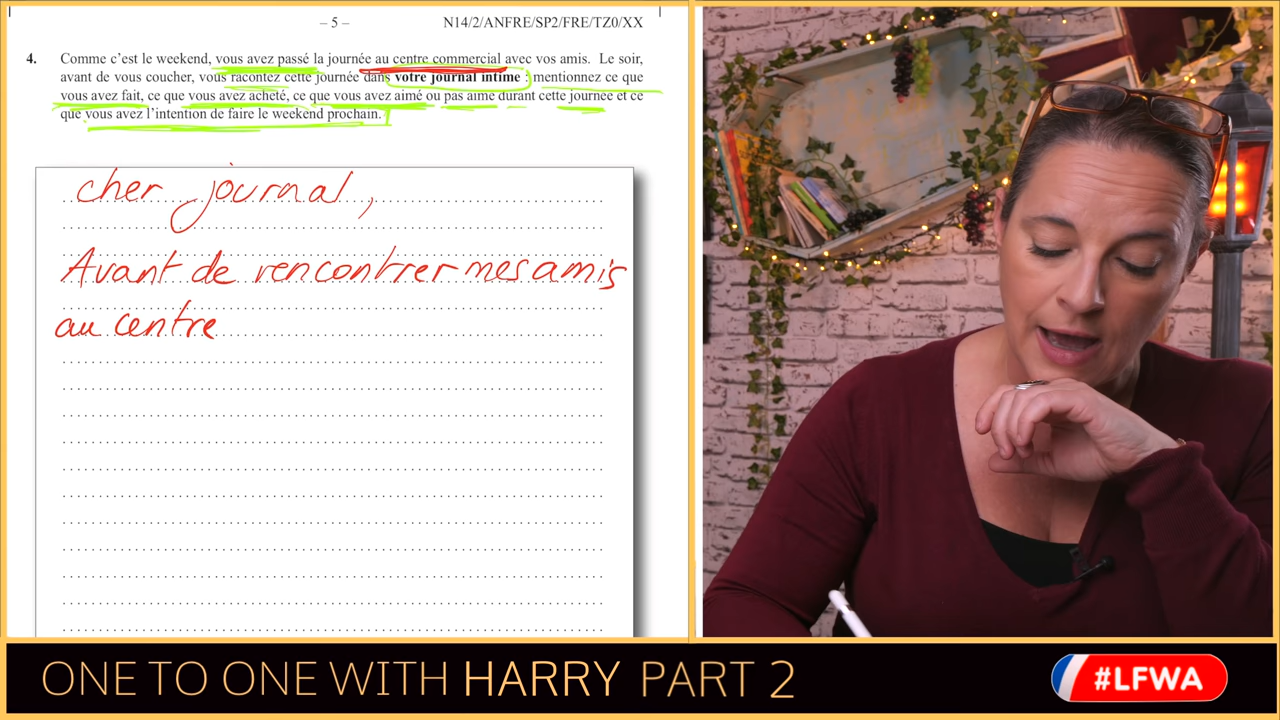 – 5 –
N14/2/ANFRE/SP2/FRE/TZ0/XX
4. Comme c’est le weekend, vous avez passé la journée au centre commercial avec vos amis. Le soir,
avant de vous coucher, vous racontez cette journée dans votre journal intime : mentionnez ce que
vous avez fait, ce que vous avez acheté, ce que vous avez aimé ou pas aimé durant cette journée et ce
que vous avez l’intention de faire le weekend prochain.
cher journal,
Avant de rencontrer mes amis
au centre
ONE TO ONE WITH HARRY PART 2
#LFWA